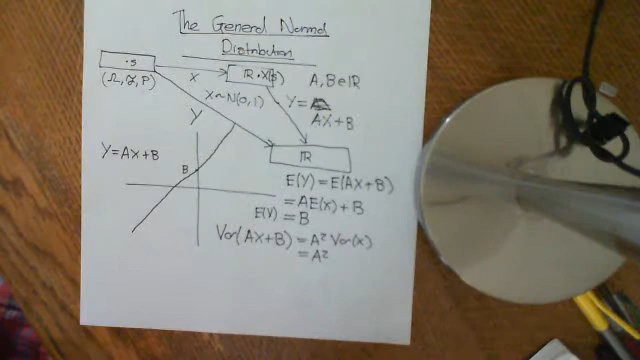 The General Normal
Distribution
·s
(Ω, F, P)
X
ℝ ·X(s)
A, B ∈ ℝ
X ~ N(0, 1)
Y =
AX + B
Y
Y = AX + B
B
ℝ
E(Y) = E(AX + B)
= AE(X) + B
E(Y) = B
Var(AX + B) = A² Var(X)
= A²